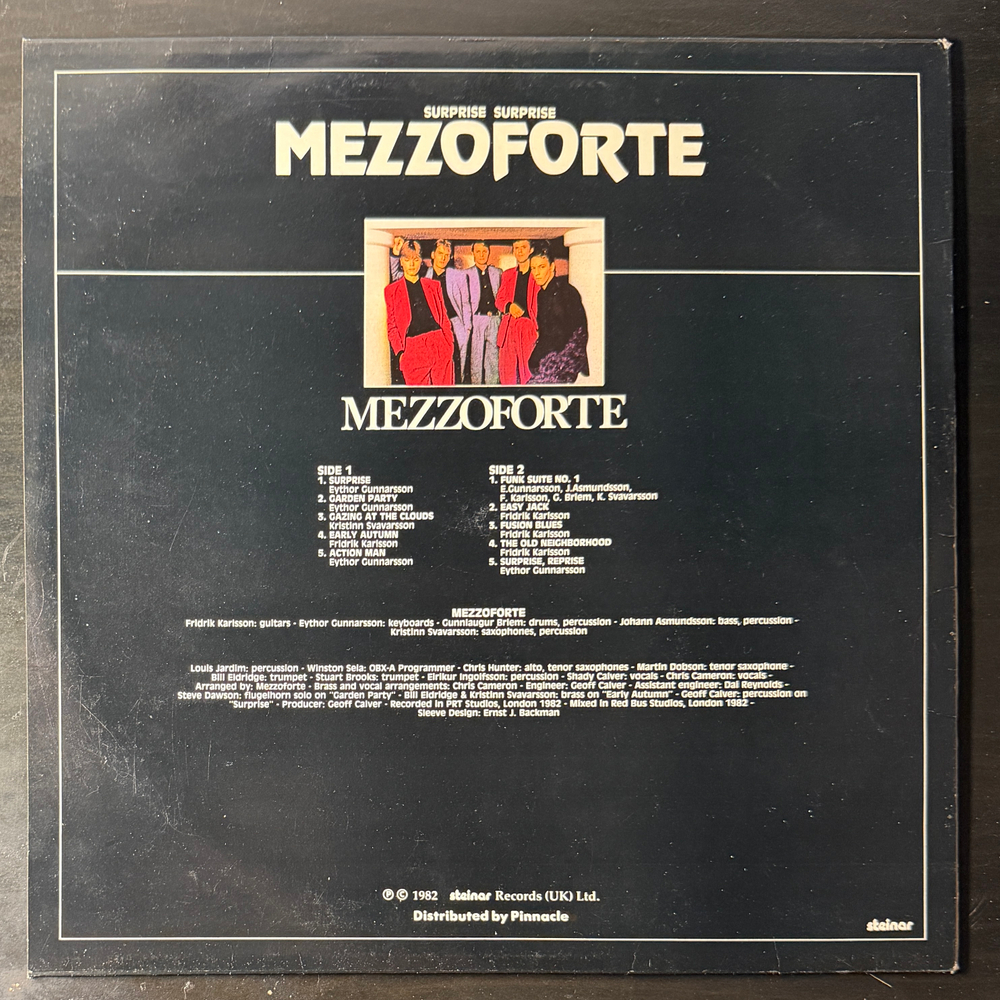 SURPRISE SURPRISE
MEZZOFORTE
MEZZOFORTE
SIDE 1
1. SURPRISE
Eythor Gunnarsson
2. GARDEN PARTY
Eythor Gunnarsson
3. GAZING AT THE CLOUDS
Kristinn Svavarsson
4. EARLY AUTUMN
Fridrik Karlsson
5. ACTION MAN
Eythor Gunnarsson
SIDE 2
1. FUNK SUITE NO. 1
E.Gunnarsson, J.Asmundsson,
F. Karlsson, G. Briem, K. Svavarsson
2. EASY JACK
Fridrik Karlsson
3. FUSION BLUES
Fridrik Karlsson
4. THE OLD NEIGHBORHOOD
Fridrik Karlsson
5. SURPRISE, REPRISE
Eythor Gunnarsson
MEZZOFORTE
Fridrik Karlsson: guitars - Eythor Gunnarsson: keyboards - Gunnlaugur Briem: drums, percussion - Johann Asmundsson: bass, percussion -
Kristinn Svavarsson: saxophones, percussion
Louis Jardim: percussion - Winston Sela: OBX-A Programmer - Chris Hunter: alto, tenor saxophones - Martin Dobson: tenor saxophone -
Bill Eldridge: trumpet - Stuart Brooks: trumpet - Eirikur Ingolfsson: percussion - Shady Calver: vocals - Chris Cameron: vocals -
Arranged by: Mezzoforte - Brass and vocal arrangements: Chris Cameron - Engineer: Geoff Calver - Assistant engineer: Dal Reynolds -
Steve Dawson: flugelhorn solo on "Garden Party" - Bill Eldridge & Kristinn Svavarsson: brass on "Early Autumn" - Geoff Calver: percussion on
"Surprise" - Producer: Geoff Calver - Recorded in PRT Studios, London 1982 - Mixed in Red Bus Studios, London 1982 -
Sleeve Design: Ernst J. Backman
℗ © 1982 steinar Records (UK) Ltd.
Distributed by Pinnacle
steinar